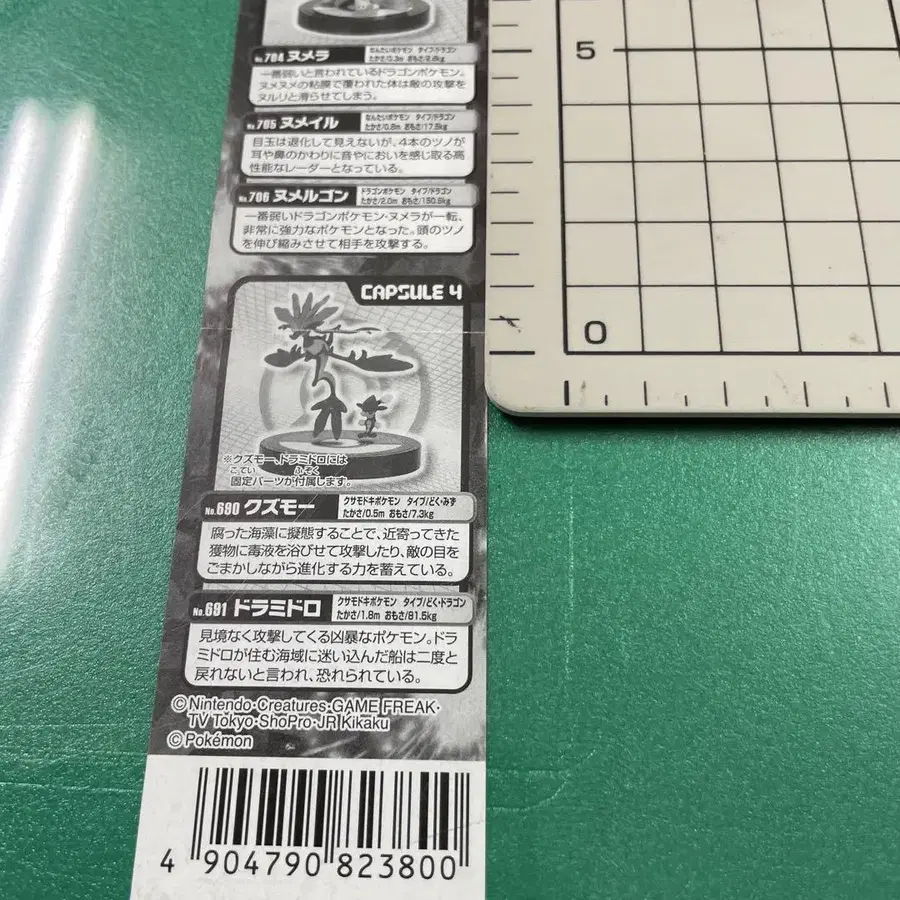 No.704 ヌメラ
なんたいポケモン タイプ/ドラゴン
たかさ/0.3m おもさ/2.8kg
一番弱いと言われているドラゴンポケモン。
ヌメヌメの粘膜で覆われた体は敵の攻撃を
ヌルリと滑らせてしまう。
No.705 ヌメイル
なんたいポケモン タイプ/ドラゴン
たかさ/0.8m おもさ/17.5kg
目玉は退化して見えないが、4本のツノが
耳や鼻のかわりに音やにおいを感じ取る高
性能なレーダーとなっている。
No.706 ヌメルゴン
ドラゴンポケモン タイプ/ドラゴン
たかさ/2.0m おもさ/150.5kg
一番弱いドラゴンポケモン・ヌメラが一転、
非常に強力なポケモンとなった。頭のツノ
を伸び縮みさせて相手を攻撃する。
CAPSULE 4
※クズモー、ドラミドロには
こてい ふぞく
固定パーツが付属します。
No.690 クズモー
クサモドキポケモン タイプ/どく・みず
たかさ/0.5m おもさ/7.3kg
腐った海藻に擬態することで、近寄ってきた
獲物に毒液を浴びせて攻撃したり、敵の目を
ごまかしながら進化する力を蓄えている。
No.691 ドラミドロ
クサモドキポケモン タイプ/どく・ドラゴン
たかさ/1.8m おもさ/81.5kg
見境なく攻撃してくる凶暴なポケモン。ドラ
ミドロが住む海域に迷い込んだ船は二度と
戻れないと言われ、恐れられている。
©Nintendo・Creatures・GAME FREAK・
TV Tokyo・ShoPro・JR Kikaku
©Pokémon
4 904790 823800
5
0